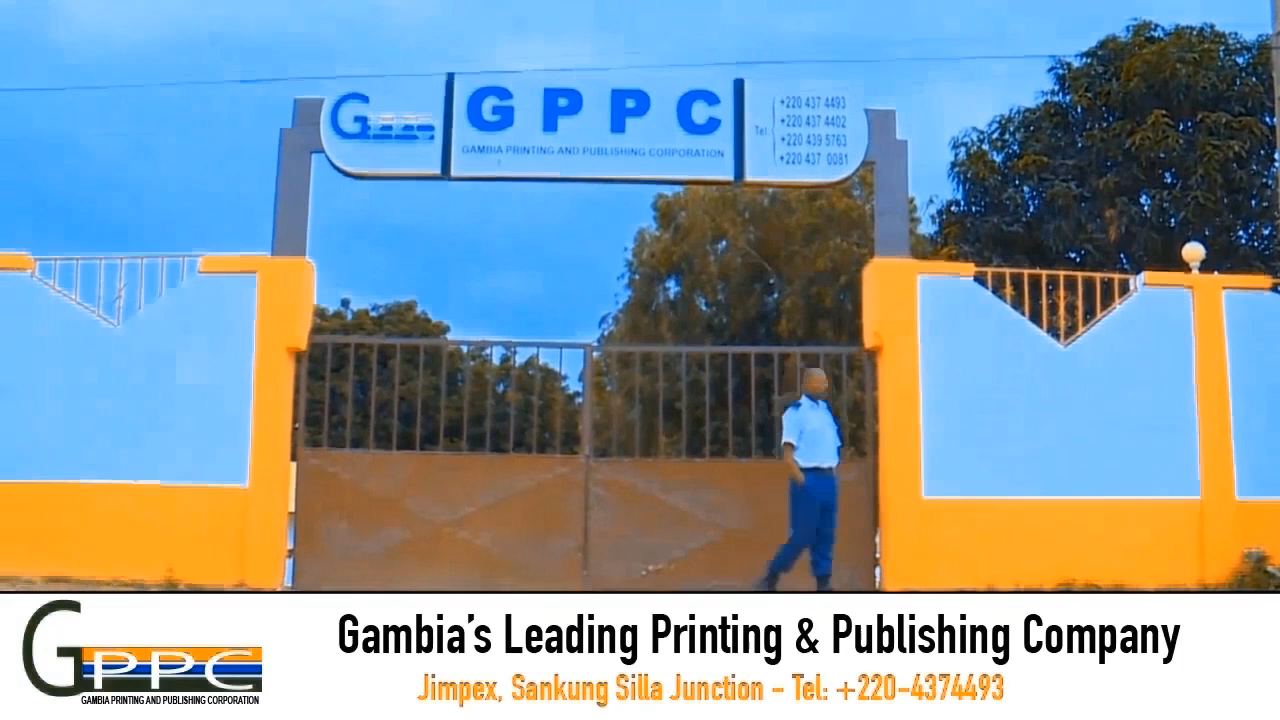 GPPC
GAMBIA PRINTING AND PUBLISHING CORPORATION
Tel:
+220 437 4493
+220 437 4402
+220 439 5763
+220 437 0081
GPPC
GAMBIA PRINTING AND PUBLISHING CORPORATION
Gambia's Leading Printing & Publishing Company
Jimpex, Sankung Silla Junction - Tel: +220-4374493